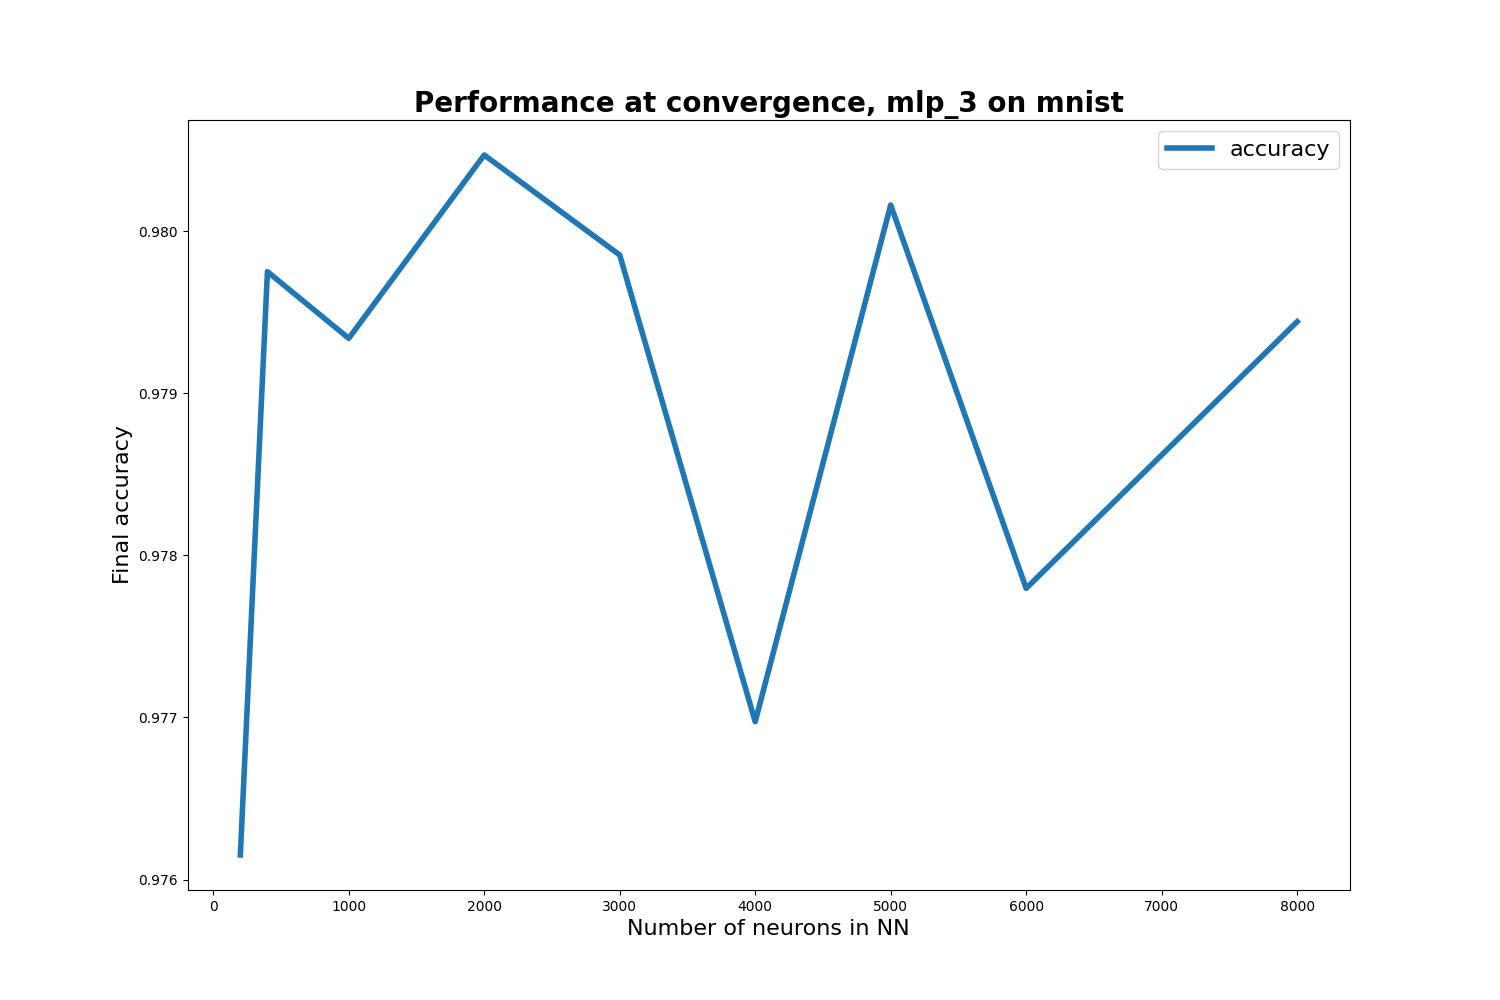 Performance at convergence, mlp_3 on mnist
accuracy
Final accuracy
0.980
0.979
0.978
0.977
0.976
0 1000 2000 3000 4000 5000 6000 7000 8000
Number of neurons in NN